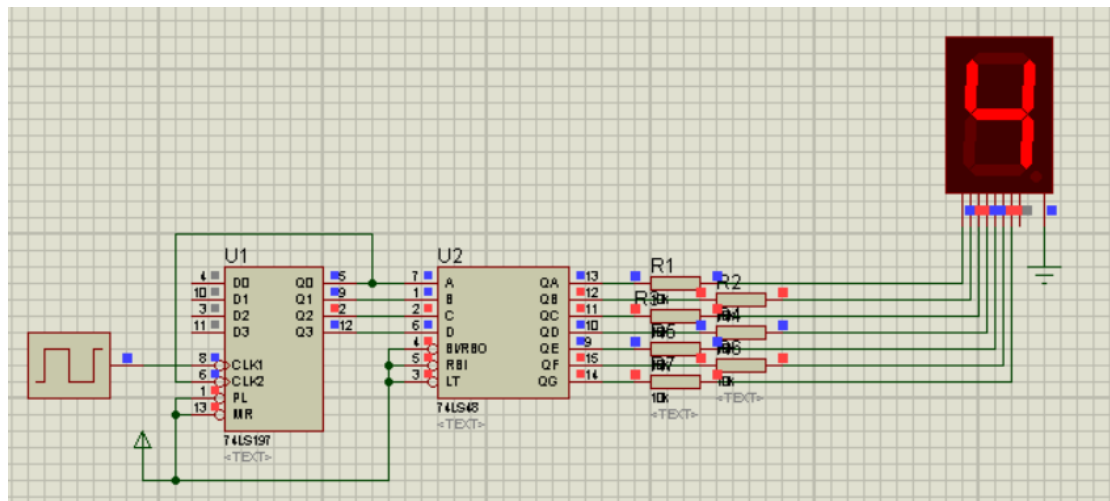 U1
4 D0 Q0 5
10 D1 Q1 9
3 D2 Q2 2
11 D3 Q3 12
8 CLK1
6 CLK2
1 PL
13 MR
74LS197
<TEXT>
U2
7 A QA 13
1 B QB 12
2 C QC 11
6 D QD 10
4 BI/RBO QE 9
5 RBI QF 15
3 LT QG 14
74LS48
<TEXT>
R1
R2
R3
10k
<TEXT>
10k
<TEXT>
4